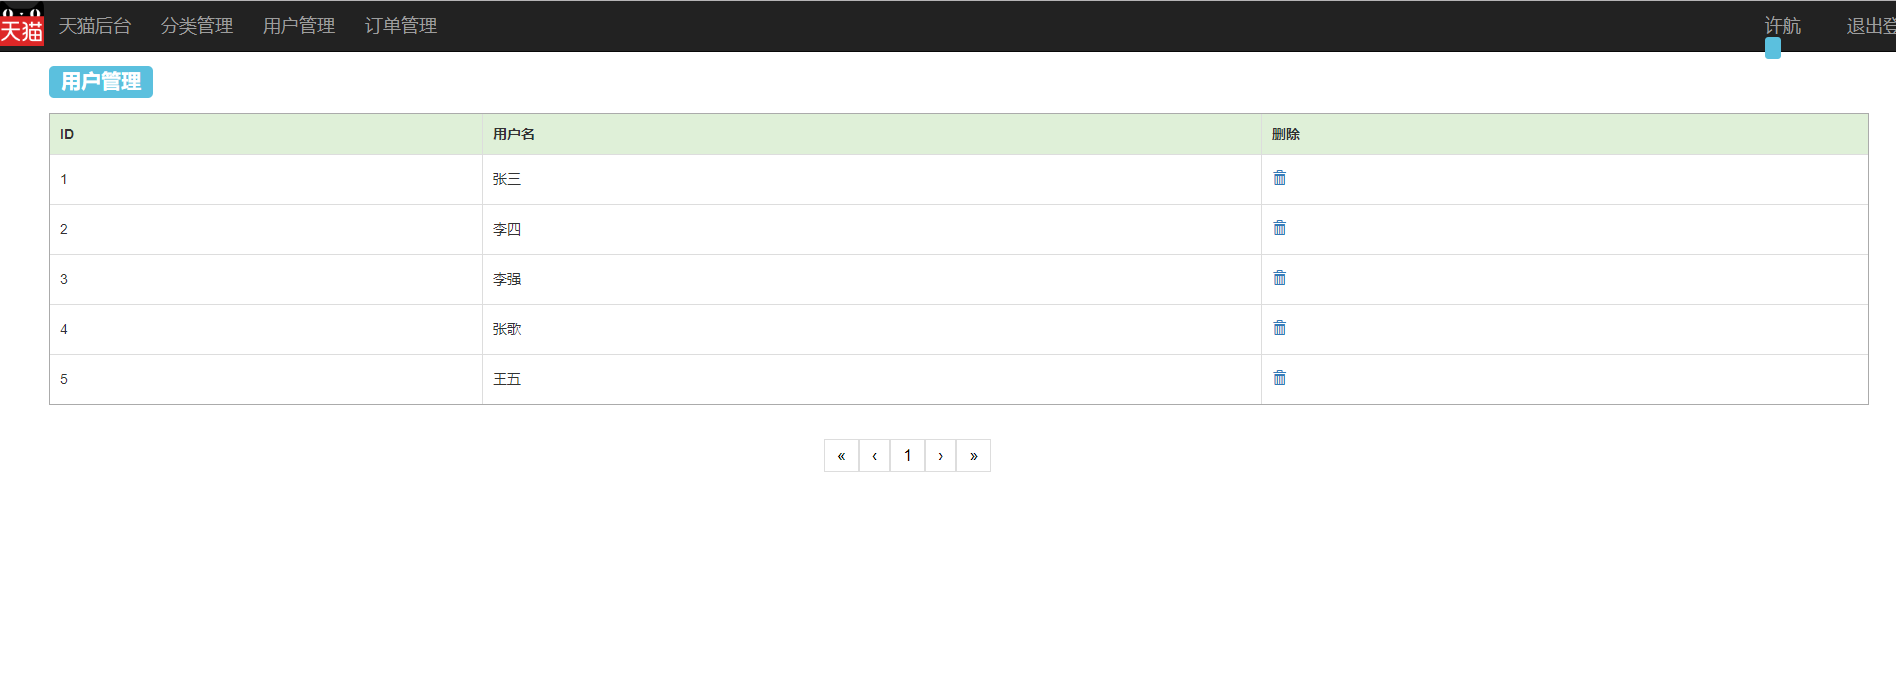 天猫 天猫后台 分类管理 用户管理 订单管理 许航 退出登
用户管理
ID 用户名 删除
1 张三
2 李四
3 李强
4 张歌
5 王五
« ‹ 1 › »